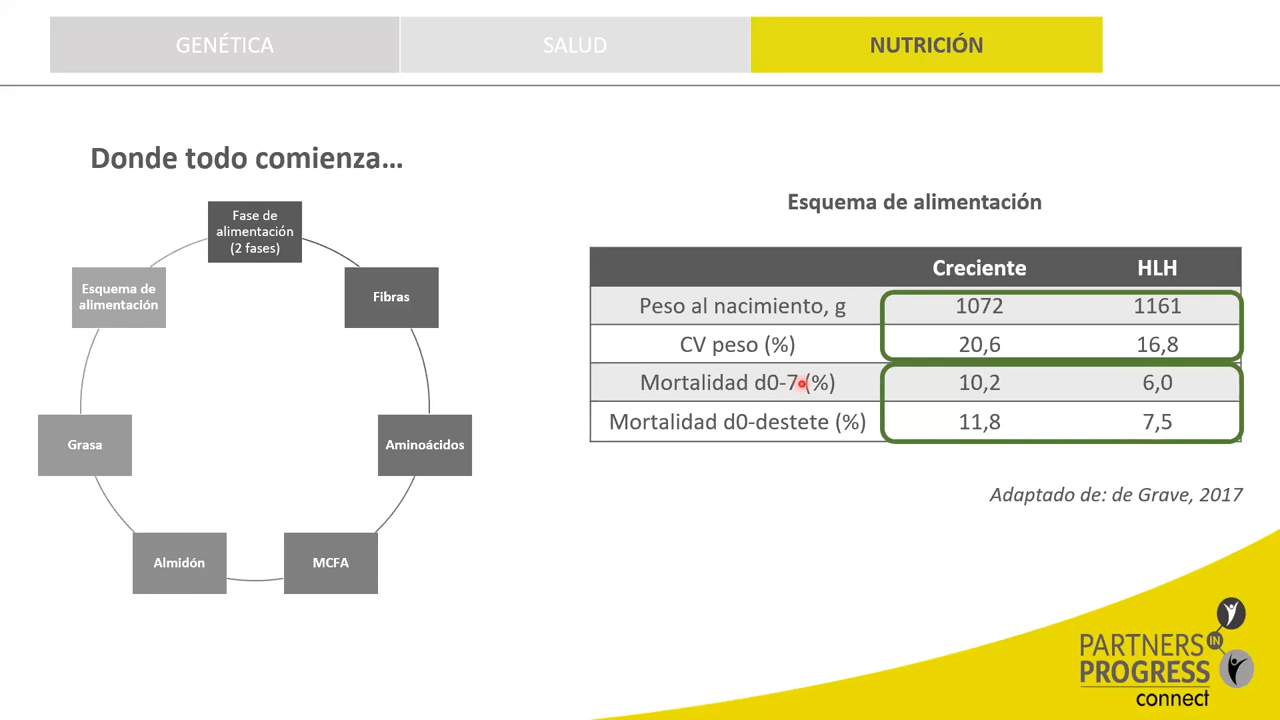 GENÉTICA
SALUD
NUTRICIÓN
Donde todo comienza…
Fase de
alimentación
(2 fases)
Esquema de
alimentación
Fibras
Grasa
Aminoácidos
Almidón
MCFA
Esquema de alimentación
Creciente HLH
Peso al nacimiento, g 1072 1161
CV peso (%) 20,6 16,8
Mortalidad d0-7 (%) 10,2 6,0
Mortalidad d0-destete (%) 11,8 7,5
Adaptado de: de Grave, 2017
PARTNERS IN
PROGRESS
connect